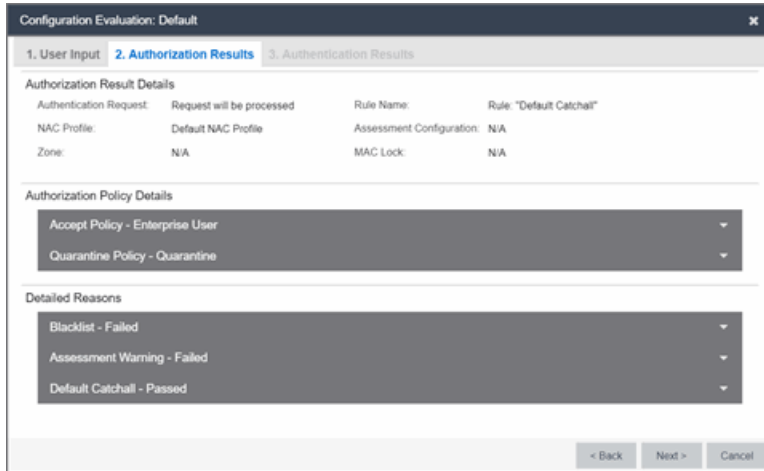 Configuration Evaluation: Default
1. User Input 2. Authorization Results 3. Authentication Results
Authorization Result Details
Authentication Request: Request will be processed Rule Name: Rule: "Default Catchall"
NAC Profile: Default NAC Profile Assessment Configuration: N/A
Zone: N/A MAC Lock: N/A
Authorization Policy Details
Accept Policy - Enterprise User
Quarantine Policy - Quarantine
Detailed Reasons
Blacklist - Failed
Assessment Warning - Failed
Default Catchall - Passed
< Back Next > Cancel